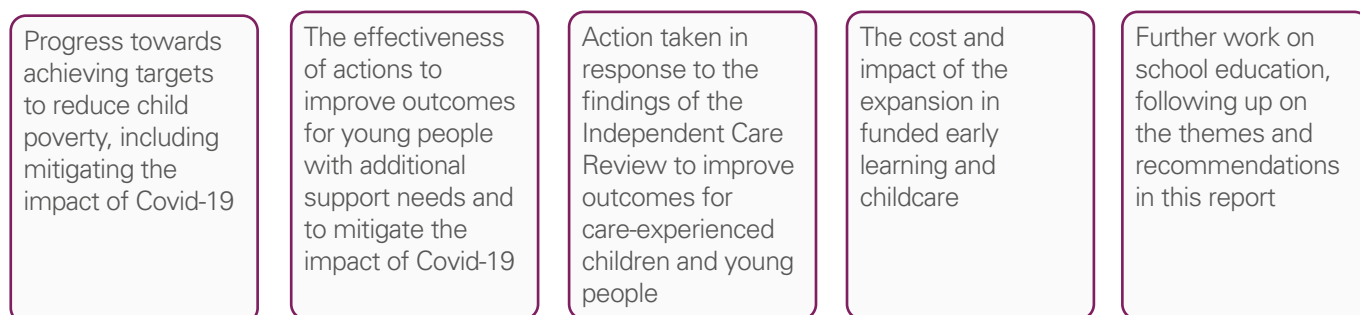 Progress towards
achieving targets
to reduce child
poverty, including
mitigating the
impact of Covid-19
The effectiveness
of actions to
improve outcomes
for young people
with additional
support needs and
to mitigate the
impact of Covid-19
Action taken in
response to the
findings of the
Independent Care
Review to improve
outcomes for
care-experienced
children and young
people
The cost and
impact of the
expansion in
funded early
learning and
childcare
Further work on
school education,
following up on
the themes and
recommendations
in this report